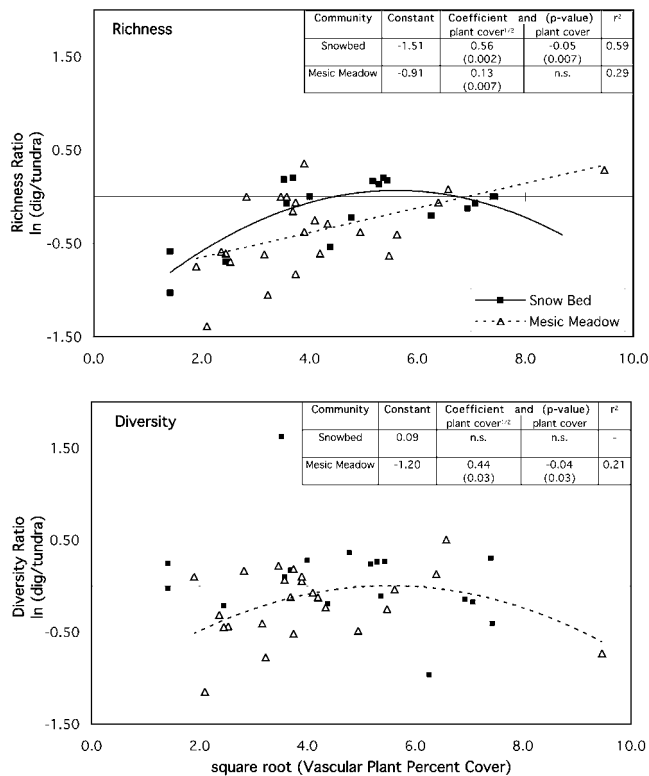 Richness
Community Constant Coefficient and (p-value) r²
plant cover¹/² plant cover
Snowbed -1.51 0.56 -0.05 0.59
(0.002) (0.007)
Mesic Meadow -0.91 0.13 n.s. 0.29
(0.007)
1.50
0.50
-0.50
-1.50
Richness Ratio
ln (dig/tundra)
Snow Bed
Mesic Meadow
0.0 2.0 4.0 6.0 8.0 10.0
Diversity
Community Constant Coefficient and (p-value) r²
plant cover¹/² plant cover
Snowbed 0.09 n.s. n.s. -
Mesic Meadow -1.20 0.44 -0.04 0.21
(0.03) (0.03)
1.50
0.50
-0.50
-1.50
Diversity Ratio
ln (dig/tundra)
0.0 2.0 4.0 6.0 8.0 10.0
square root (Vascular Plant Percent Cover)